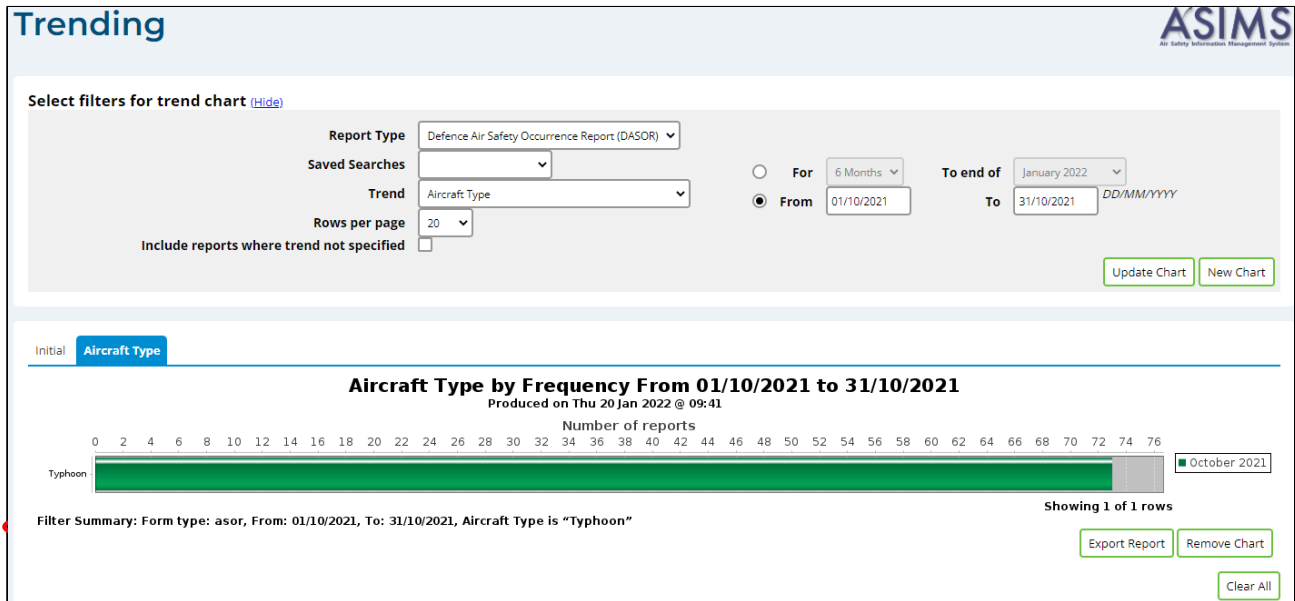 Trending
ASIMS
Air Safety Information Management System
Select filters for trend chart (Hide)
Report Type Defence Air Safety Occurrence Report (DASOR)
Saved Searches
For 6 Months To end of January 2022
Trend Aircraft Type
From 01/10/2021 To 31/10/2021 DD/MM/YYYY
Rows per page 20
Include reports where trend not specified
Update Chart New Chart
Initial Aircraft Type
Aircraft Type by Frequency From 01/10/2021 to 31/10/2021
Produced on Thu 20 Jan 2022 @ 09:41
Number of reports
0 2 4 6 8 10 12 14 16 18 20 22 24 26 28 30 32 34 36 38 40 42 44 46 48 50 52 54 56 58 60 62 64 66 68 70 72 74 76
Typhoon
October 2021
Showing 1 of 1 rows
Filter Summary: Form type: asor, From: 01/10/2021, To: 31/10/2021, Aircraft Type is “Typhoon”
Export Report Remove Chart
Clear All